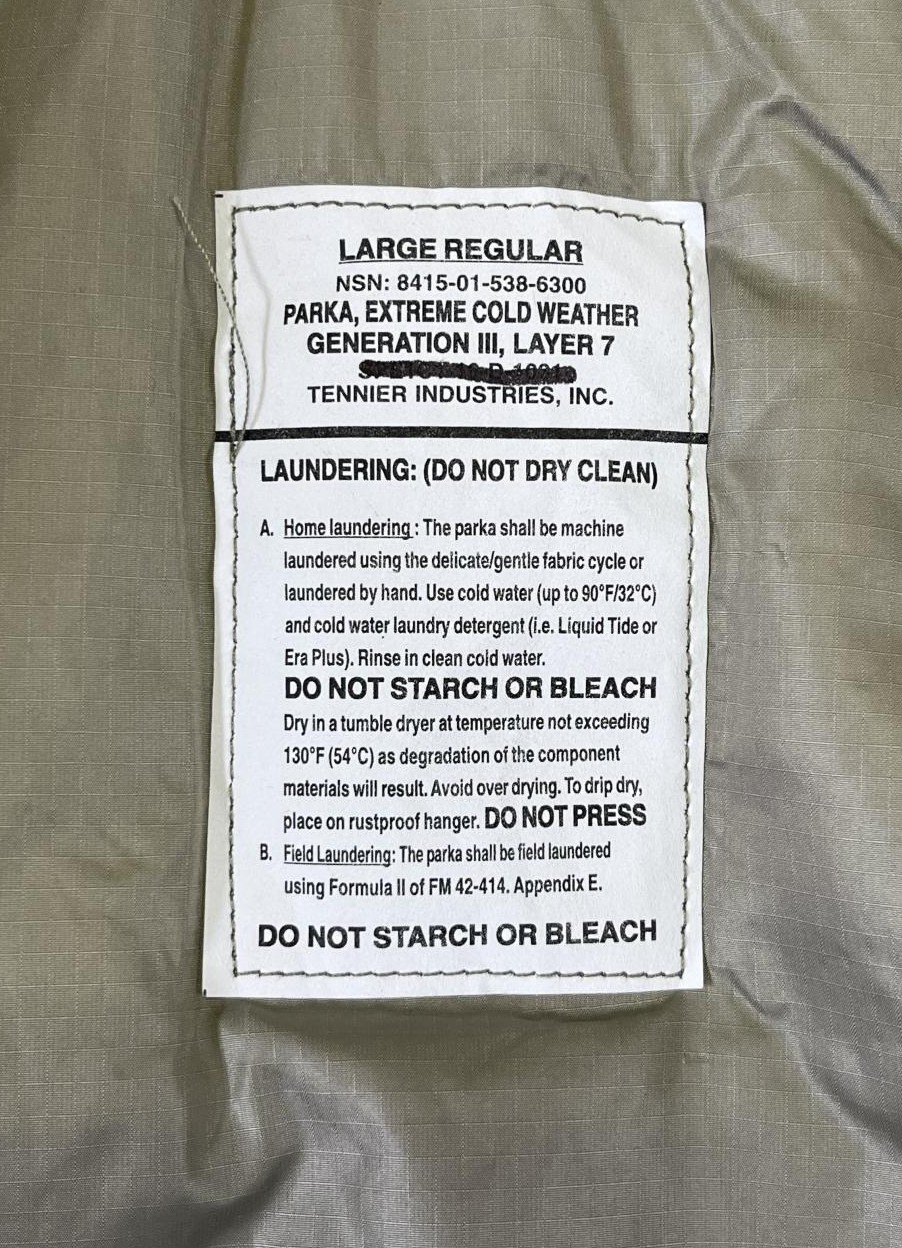 LARGE REGULAR
NSN: 8415-01-538-6300
PARKA, EXTREME COLD WEATHER
GENERATION III, LAYER 7
TENNIER INDUSTRIES, INC.
LAUNDERING: (DO NOT DRY CLEAN)
A. Home laundering : The parka shall be machine
laundered using the delicate/gentle fabric cycle or
laundered by hand. Use cold water (up to 90°F/32°C)
and cold water laundry detergent (i.e. Liquid Tide or
Era Plus). Rinse in clean cold water.
DO NOT STARCH OR BLEACH
Dry in a tumble dryer at temperature not exceeding
130°F (54°C) as degradation of the component
materials will result. Avoid over drying. To drip dry,
place on rustproof hanger. DO NOT PRESS
B. Field Laundering: The parka shall be field laundered
using Formula II of FM 42-414. Appendix E.
DO NOT STARCH OR BLEACH